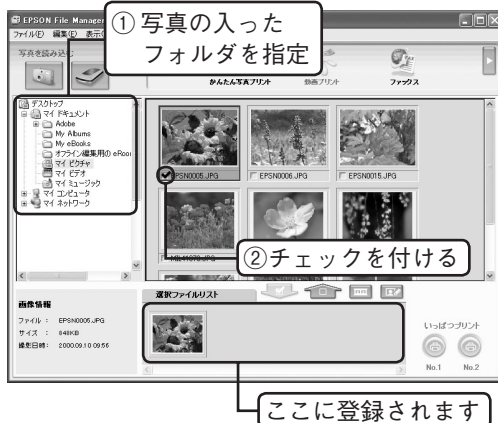 EPSON File Manager
① 写真の入った
フォルダを指定
ファイル(F) 編集(E) 表示(
写真を読み込む
かんたん写真プリント
動画プリント
ファックス
デスクトップ
マイ ドキュメント
Adobe
My Albums
My eBooks
オフライン編集用の eRoo
マイ ピクチャ
マイ ビデオ
マイ ミュージック
マイ コンピュータ
マイ ネットワーク
EPSN0005.JPG
EPSN0006.JPG
EPSN0015.JPG
②チェックを付ける
画像情報
ファイル : EPSN0005.JPG
サイズ : 848KB
撮影日時: 2000.09.10 09:56
選択ファイルリスト
いっぱつプリント
No.1
No.2
ここに登録されます